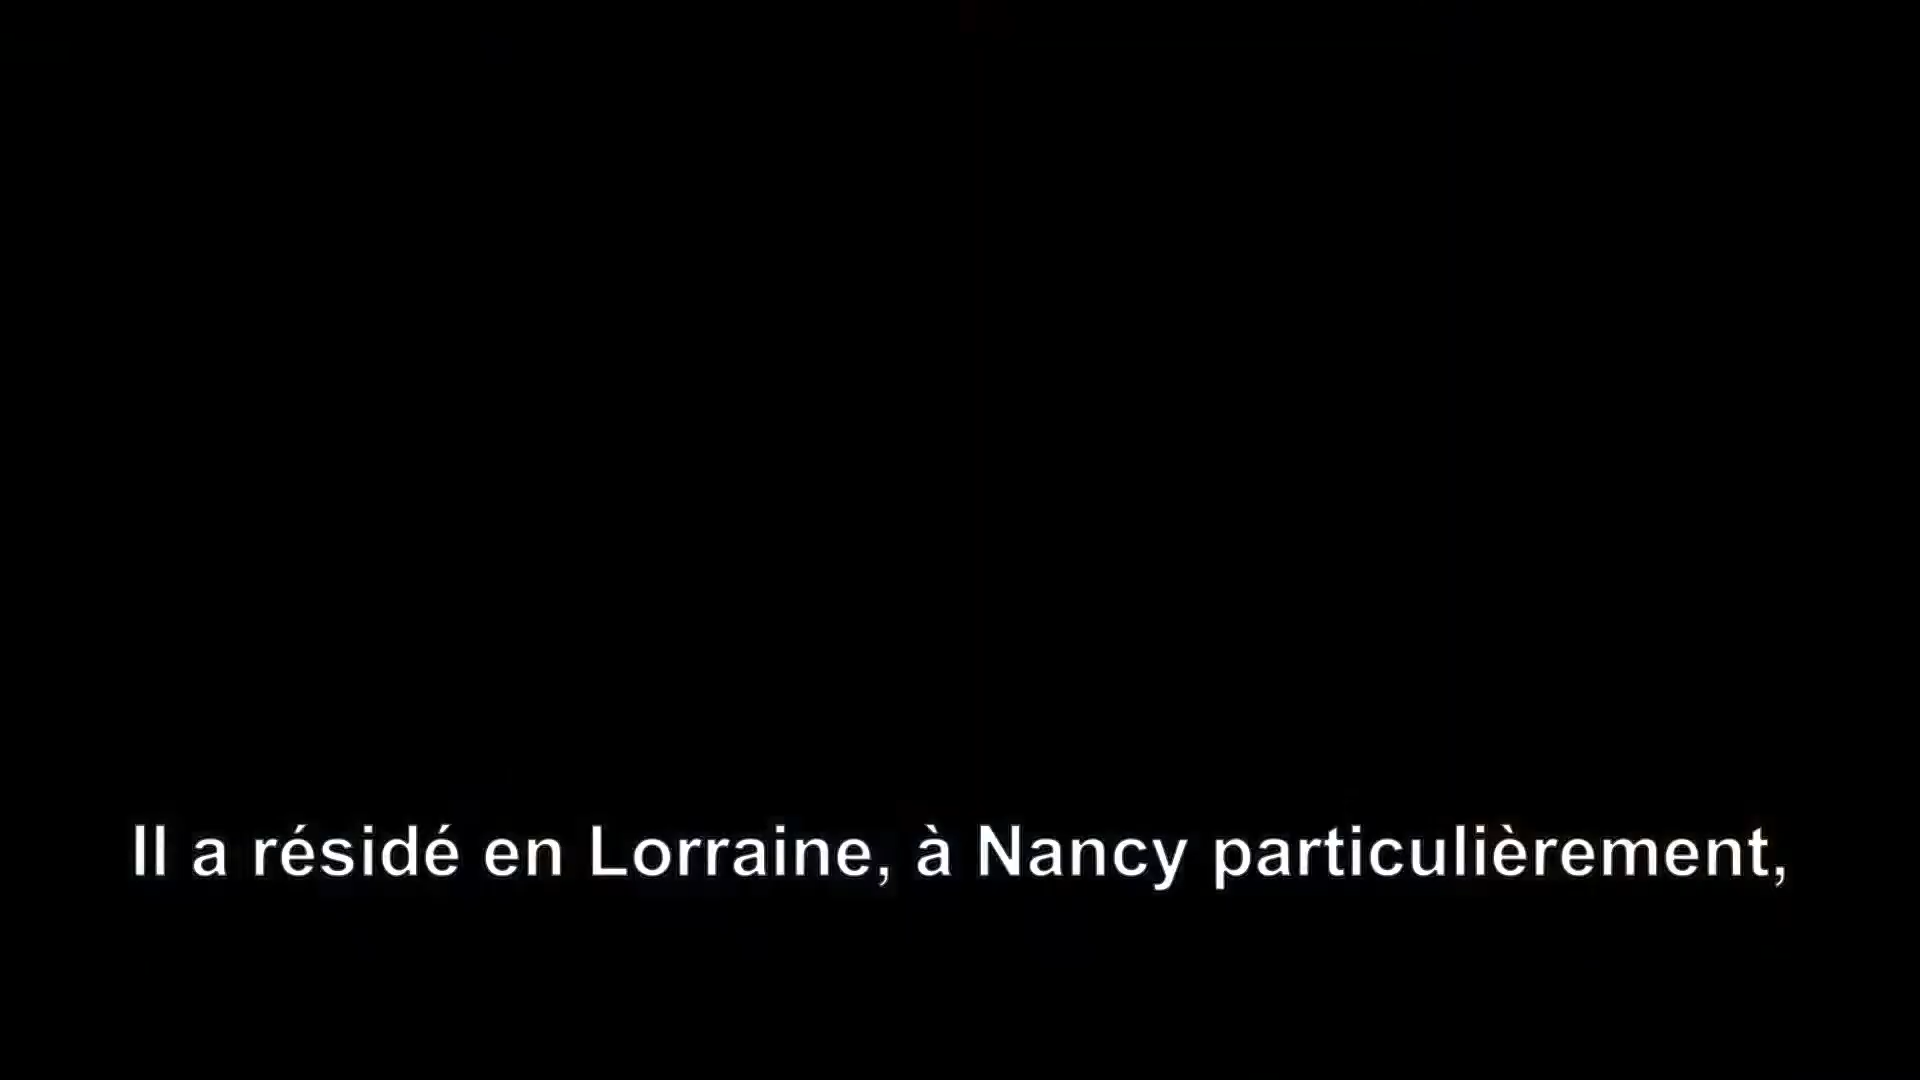 Il a résidé en Lorraine, à Nancy particulièrement,